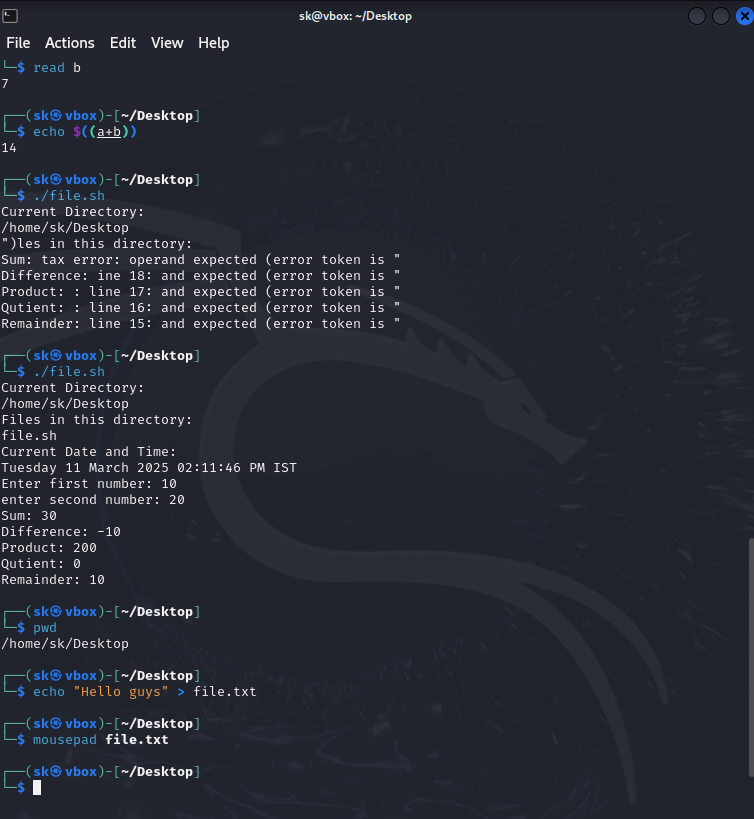 sk@vbox: ~/Desktop
File Actions Edit View Help
└─$ read b
7
┌──(sk㉿vbox)-[~/Desktop]
└─$ echo $((a+b))
14
┌──(sk㉿vbox)-[~/Desktop]
└─$ ./file.sh
Current Directory:
/home/sk/Desktop
")les in this directory:
Sum: tax error: operand expected (error token is "
Difference: ine 18: and expected (error token is "
Product: : line 17: and expected (error token is "
Qutient: : line 16: and expected (error token is "
Remainder: line 15: and expected (error token is "
┌──(sk㉿vbox)-[~/Desktop]
└─$ ./file.sh
Current Directory:
/home/sk/Desktop
Files in this directory:
file.sh
Current Date and Time:
Tuesday 11 March 2025 02:11:46 PM IST
Enter first number: 10
enter second number: 20
Sum: 30
Difference: -10
Product: 200
Qutient: 0
Remainder: 10
┌──(sk㉿vbox)-[~/Desktop]
└─$ pwd
/home/sk/Desktop
┌──(sk㉿vbox)-[~/Desktop]
└─$ echo "Hello guys" > file.txt
┌──(sk㉿vbox)-[~/Desktop]
└─$ mousepad file.txt
┌──(sk㉿vbox)-[~/Desktop]
└─$